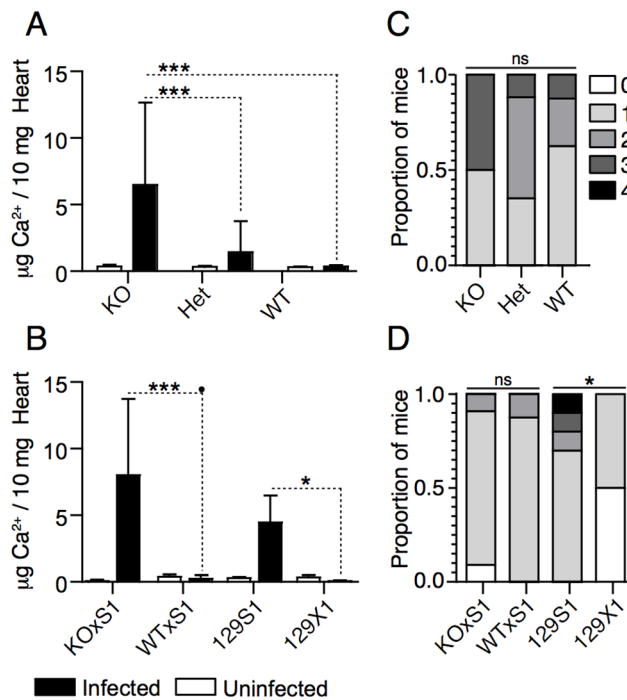 A
µg Ca²⁺ / 10 mg Heart
15
10
5
0
***
***
KO
Het
WT
C
Proportion of mice
1.0
0.5
0.0
ns
KO
Het
WT
0
1
2
3
4
B
µg Ca²⁺ / 10 mg Heart
15
10
5
0
***
*
KOxS1
WTxS1
129S1
129X1
D
Proportion of mice
1.0
0.5
0.0
ns
*
KOxS1
WTxS1
129S1
129X1
Infected
Uninfected